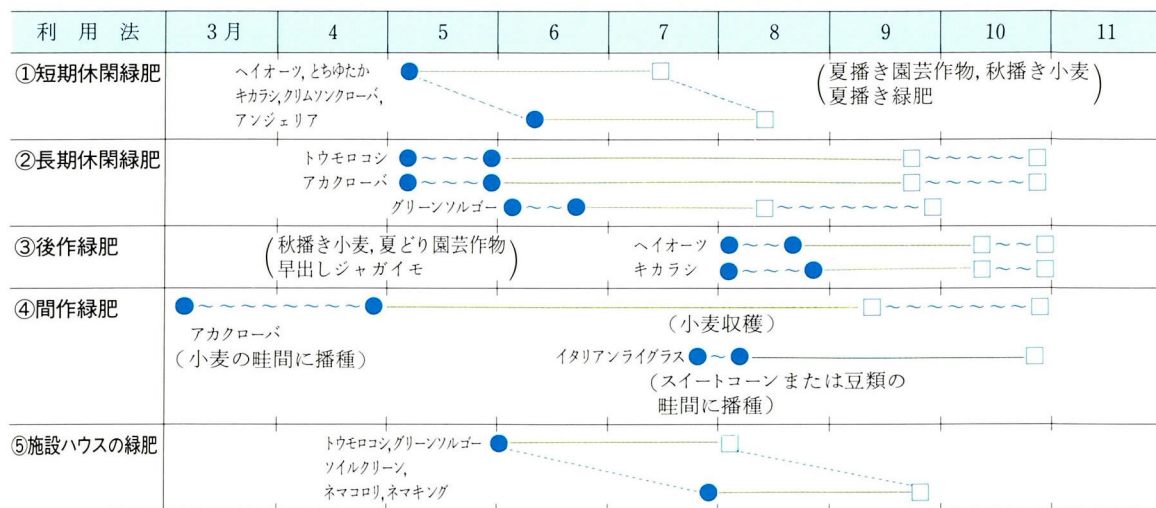 利用法 3月 4 5 6 7 8 9 10 11
①短期休閑緑肥
ヘイオーツ,とちゆたか
キカラシ,クリムソンクローバ,
アンジェリア
(夏播き園芸作物,秋播き小麦
夏播き緑肥)
②長期休閑緑肥
トウモロコシ
アカクローバ
グリーンソルゴー
③後作緑肥
(秋播き小麦,夏どり園芸作物
早出しジャガイモ)
ヘイオーツ
キカラシ
④間作緑肥
アカクローバ
(小麦の畦間に播種)
(小麦収穫)
イタリアンライグラス
(スイートコーンまたは豆類の
畦間に播種)
⑤施設ハウスの緑肥
トウモロコシ,グリーンソルゴー
ソイルクリーン,
ネマコロリ,ネマキング